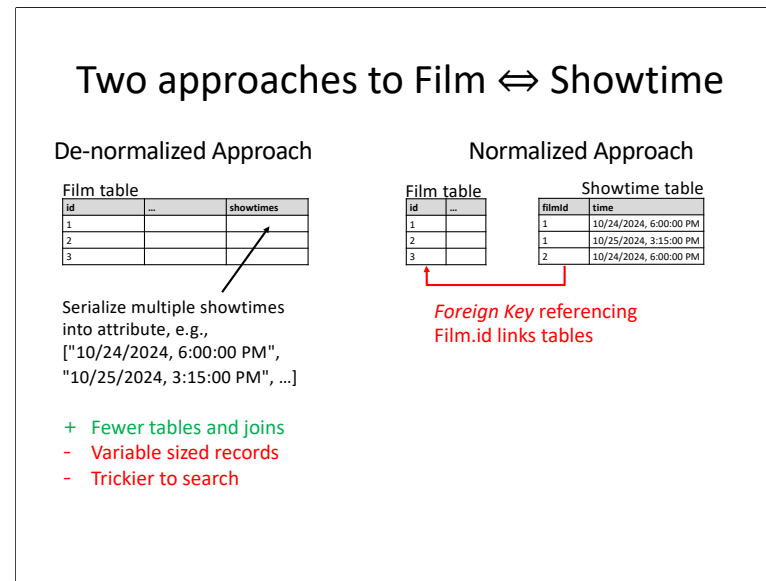 Two approaches to Film ⇔ Showtime
De-normalized Approach
Film table
id … showtimes
1
2
3
Serialize multiple showtimes
into attribute, e.g.,
["10/24/2024, 6:00:00 PM",
"10/25/2024, 3:15:00 PM", …]
+ Fewer tables and joins
- Variable sized records
- Trickier to search
Normalized Approach
Film table
id …
1
2
3
Showtime table
filmId time
1 10/24/2024, 6:00:00 PM
1 10/25/2024, 3:15:00 PM
2 10/24/2024, 6:00:00 PM
Foreign Key referencing
Film.id links tables